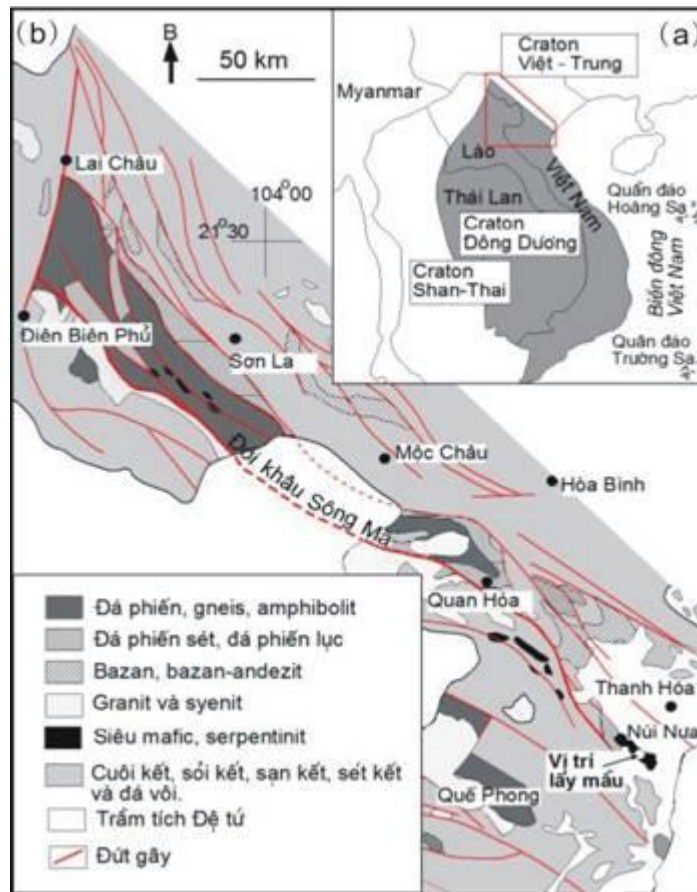 (b)
B
50 km
Lai Châu
104°00
21°30
Điên Biên Phủ
Sơn La
Đới khâu Sông Mã
Mộc Châu
Hòa Bình
Quan Hóa
Thanh Hóa
Núi Nưa
Vị trí
lấy mẫu
Quế Phong
(a)
Craton
Việt - Trung
Myanmar
Lào
Thái Lan
Việt Nam
Craton
Đông Dương
Craton
Shan-Thai
Quần đảo
Hoàng Sa
Biển đông
Việt Nam
Quần đảo
Trường Sa
Đá phiến, gneis, amphibolit
Đá phiến sét, đá phiến lục
Bazan, bazan-andezit
Granit và syenit
Siêu mafic, serpentinit
Cuôi kết, sỏi kết, sạn kết, sét kết
và đá vôi.
Trầm tích Đệ tứ
Đứt gãy